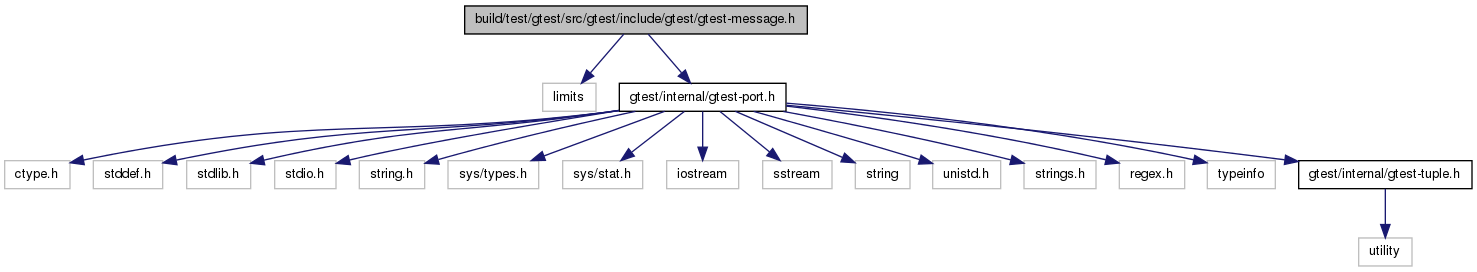 build/test/gtest/src/gtest/include/gtest/gtest-message.h
limits
gtest/internal/gtest-port.h
ctype.h
stddef.h
stdlib.h
stdio.h
string.h
sys/types.h
sys/stat.h
iostream
sstream
string
unistd.h
strings.h
regex.h
typeinfo
gtest/internal/gtest-tuple.h
utility